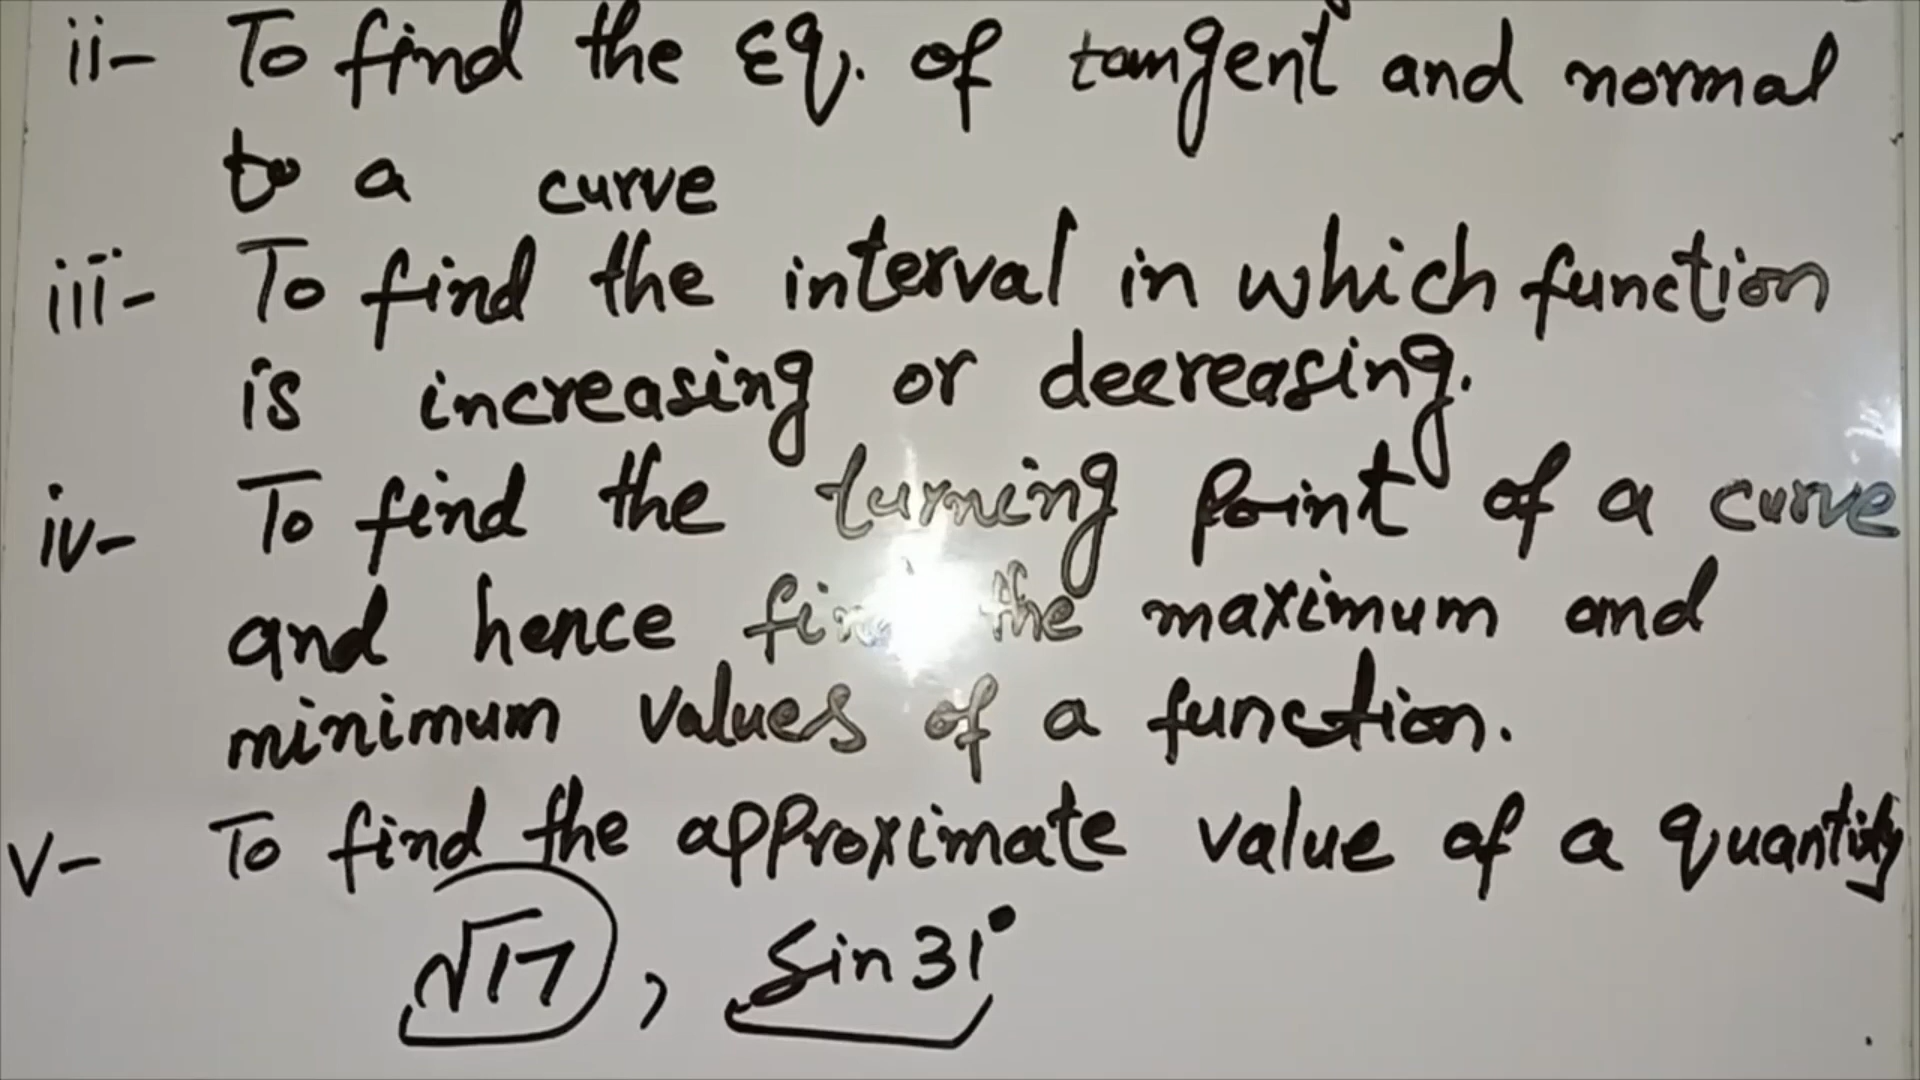 ii- To find the Eq. of tangent and normal
to a curve
iii- To find the interval in which function
is increasing or decreasing.
iv- To find the turning point of a curve
and hence find the maximum and
minimum values of a function.
v- To find the approximate value of a quantity
√17 , Sin 31°